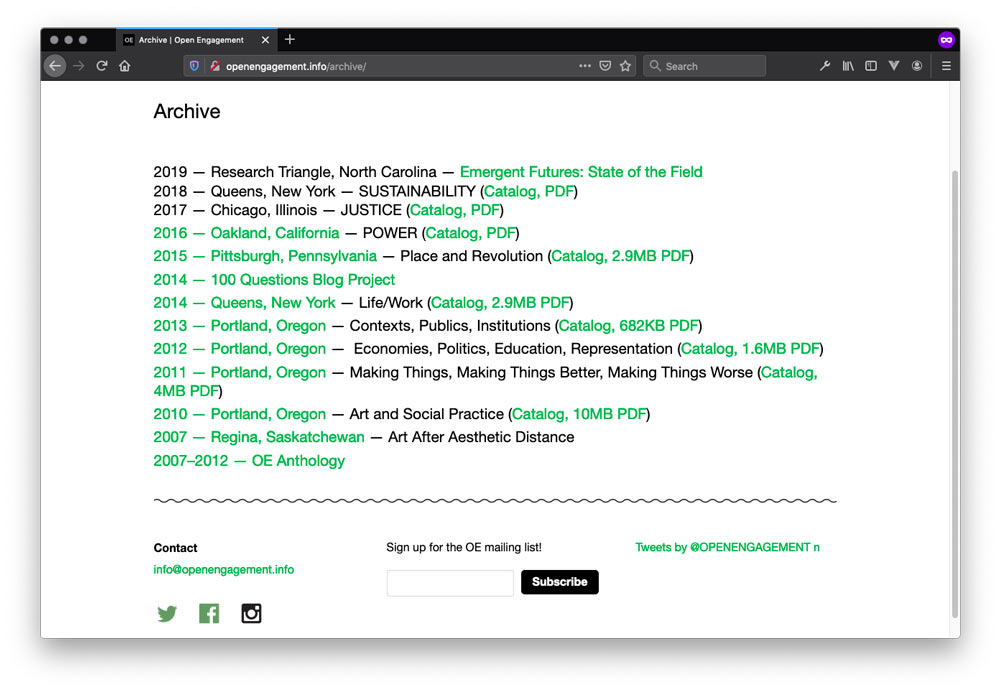 OE Archive | Open Engagement
openengagement.info/archive/
Search
Archive
2019 — Research Triangle, North Carolina — Emergent Futures: State of the Field
2018 — Queens, New York — SUSTAINABILITY (Catalog, PDF)
2017 — Chicago, Illinois — JUSTICE (Catalog, PDF)
2016 — Oakland, California — POWER (Catalog, PDF)
2015 — Pittsburgh, Pennsylvania — Place and Revolution (Catalog, 2.9MB PDF)
2014 — 100 Questions Blog Project
2014 — Queens, New York — Life/Work (Catalog, 2.9MB PDF)
2013 — Portland, Oregon — Contexts, Publics, Institutions (Catalog, 682KB PDF)
2012 — Portland, Oregon — Economies, Politics, Education, Representation (Catalog, 1.6MB PDF)
2011 — Portland, Oregon — Making Things, Making Things Better, Making Things Worse (Catalog,
4MB PDF)
2010 — Portland, Oregon — Art and Social Practice (Catalog, 10MB PDF)
2007 — Regina, Saskatchewan — Art After Aesthetic Distance
2007–2012 — OE Anthology
Contact
info@openengagement.info
Sign up for the OE mailing list!
Subscribe
Tweets by @OPENENGAGEMENT n